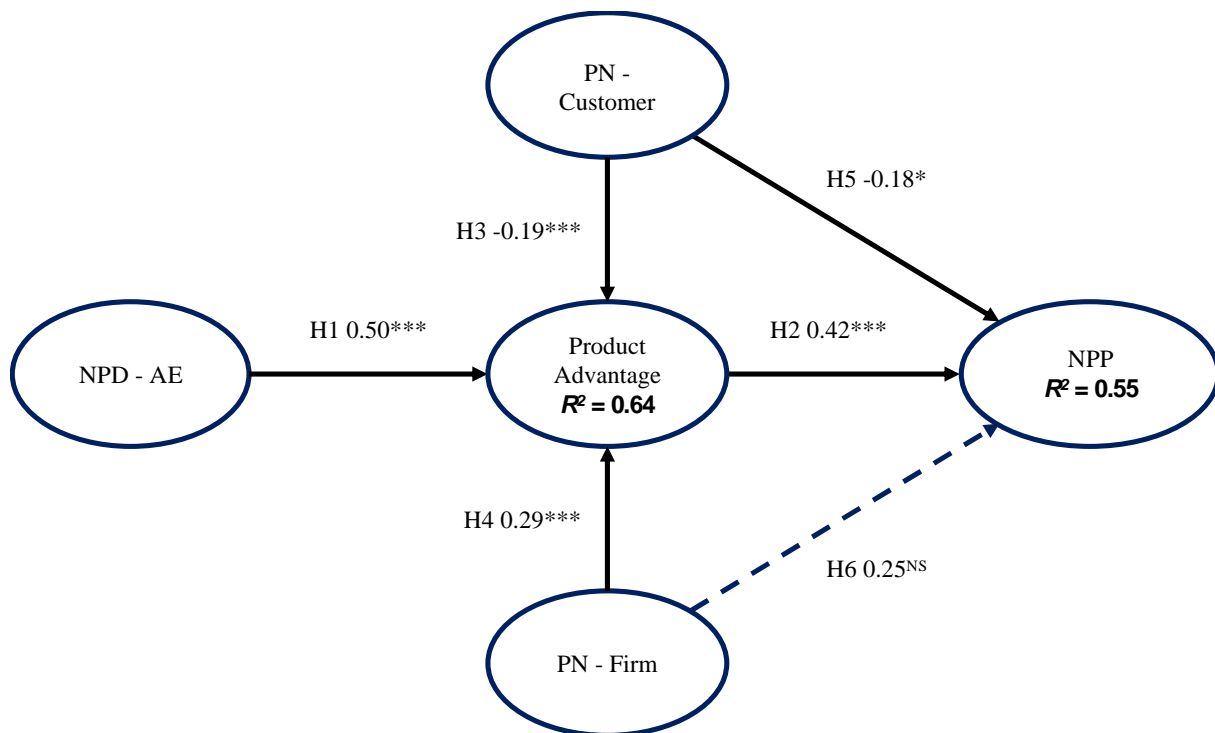 PN -
Customer
H5 -0.18*
H3 -0.19***
H1 0.50***
H2 0.42***
NPD - AE
Product
Advantage
R² = 0.64
NPP
R² = 0.55
H4 0.29***
H6 0.25ᴺˢ
PN - Firm